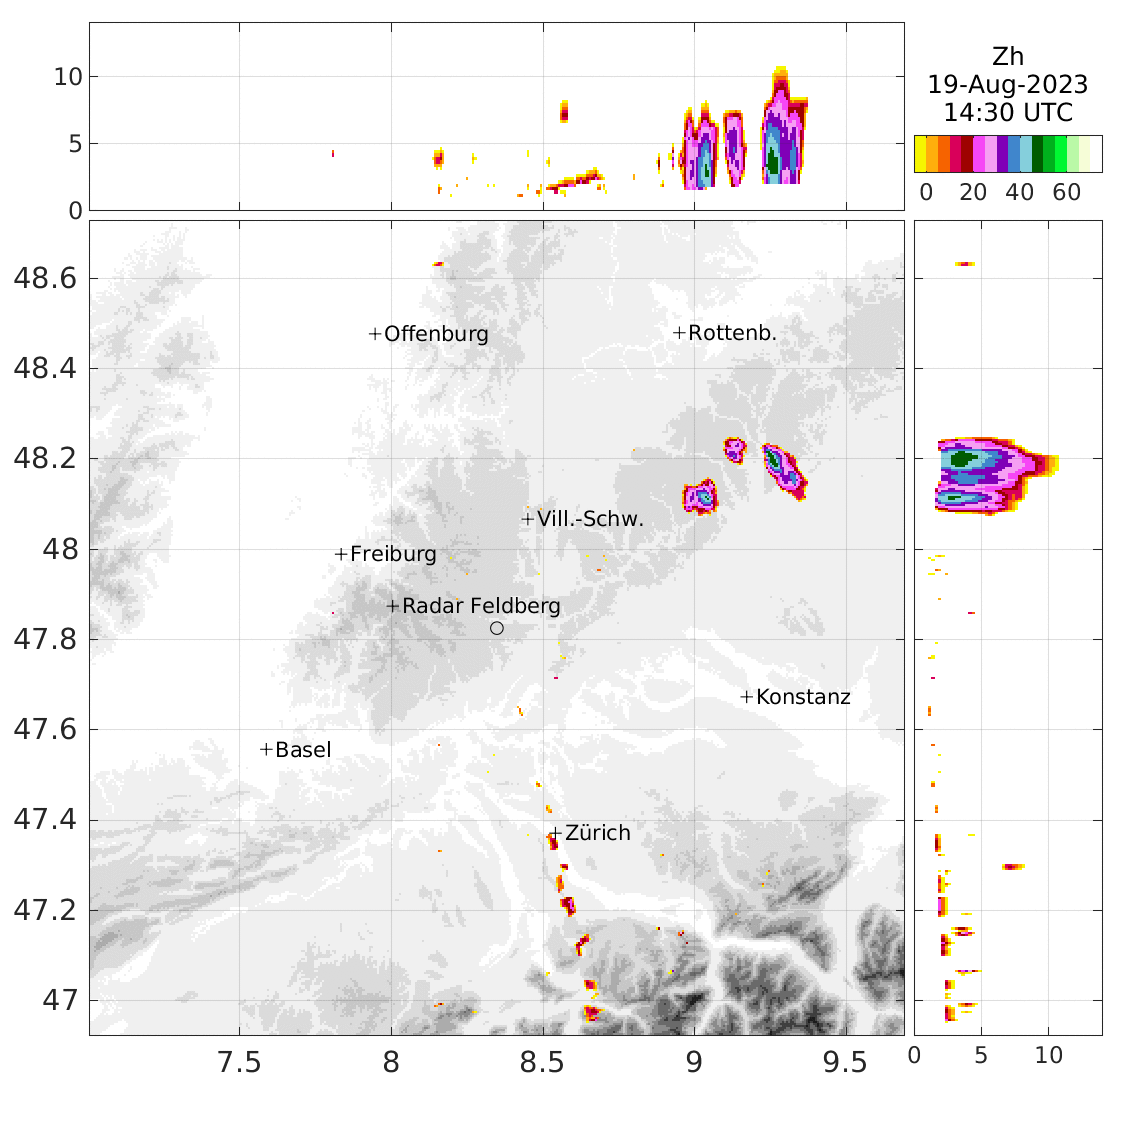 10
5
0
Zh
19-Aug-2023
14:30 UTC
0 20 40 60
48.6
48.4
48.2
48
47.8
47.6
47.4
47.2
47
+Offenburg
+Rottenb.
+Vill.-Schw.
+Freiburg
+Radar Feldberg
+Konstanz
+Basel
+Zürich
7.5 8 8.5 9 9.5
0 5 10